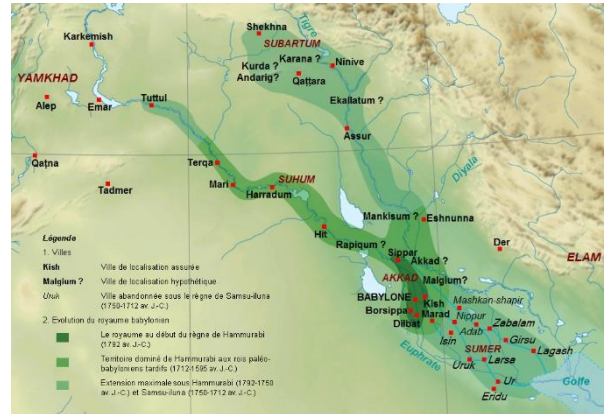 Shekhna
Tigre
Karkemish
SUBARTUM
Karana ?
Kurda ?
Ninive
Andarig?
Qaṭṭara
YAMKHAD
Alep
Emar
Tuttul
Ekallatum ?
Assur
Qaṭna
Terqa
Tadmer
Mari
SUHUM
Harradum
Diyala
Hit
Mankisum ?
Eshnunna
Rapiqum ?
Sippar
Akkad ?
Der
ELAM
AKKAD
Malgium?
BABYLONE
Kish
Mashkan-shapir
Borsippa
Marad
Nippur
Dilbat
Adab
Zabalam
Isin
Girsu
Euphrate
SUMER
Lagash
Uruk
Larsa
Ur
Eridu
Golfe
Légende
1. Villes
Kish Ville de localisation assurée
Malgium ? Ville de localisation hypothétique
Uruk Ville abandonnée sous le règne de Samsu-iluna
(1750-1712 av. J.-C.)
2. Evolution du royaume babylonien
Le royaume au début du règne de Hammurabi
(1792 av. J.-C.)
Territoire dominé de Hammurabi aux rois paléo-
babyloniens tardifs (1712-1595 av. J.-C.)
Extension maximale sous Hammurabi (1792-1750
av. J.-C.) et Samsu-iluna (1750-1712 av. J.-C.)